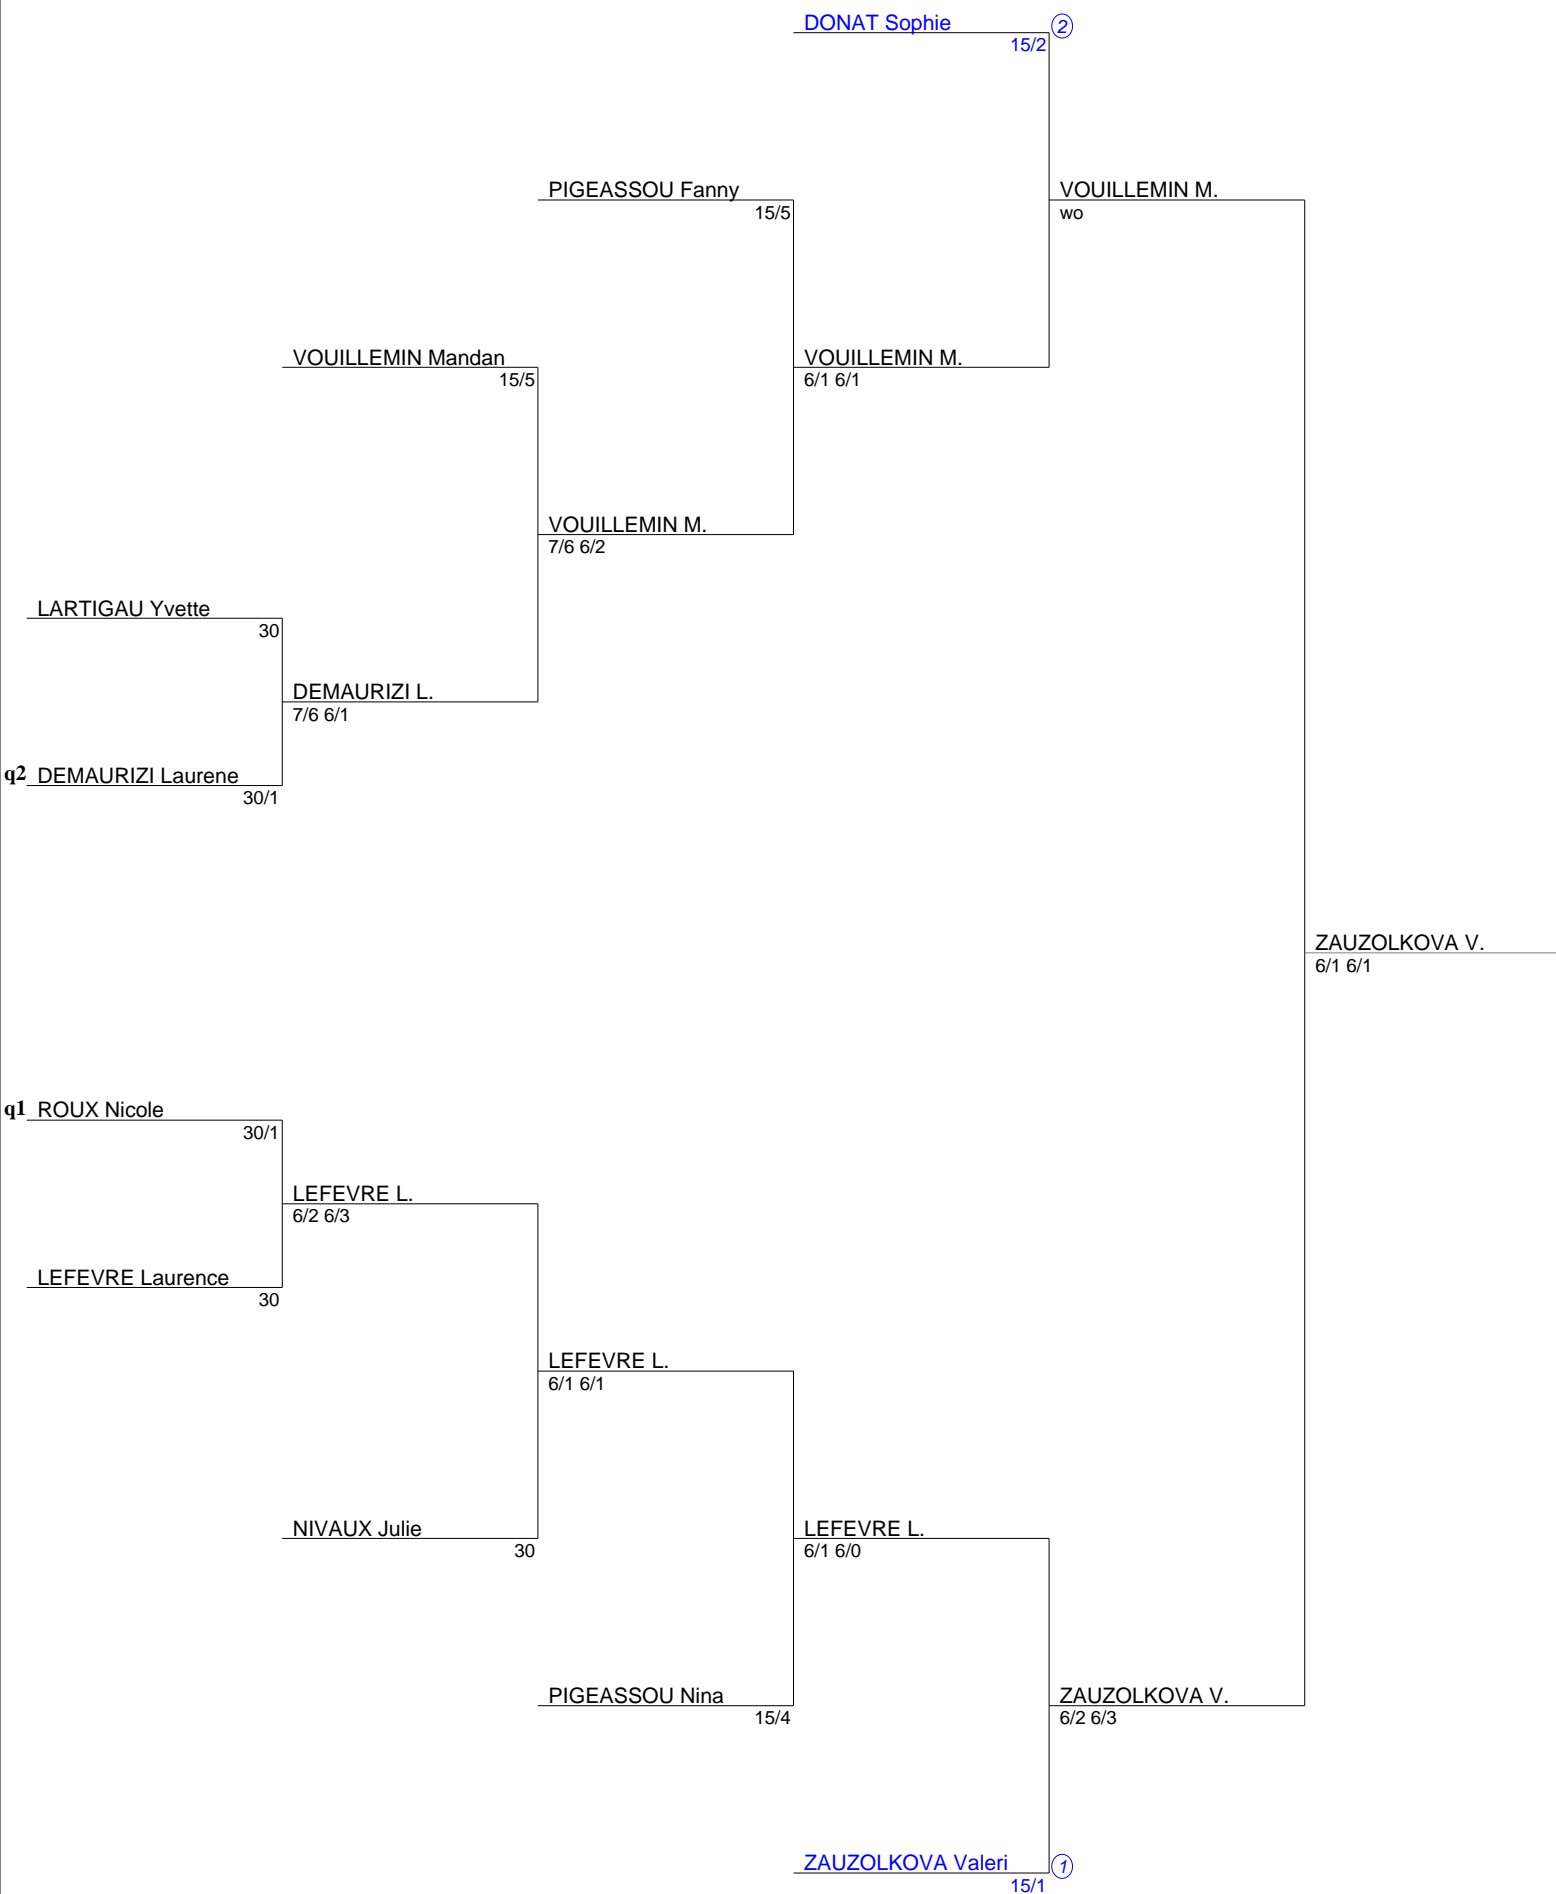 DONAT Sophie 2
15/2
PIGEASSOU Fanny
15/5
VOUILLEMIN M.
wo
VOUILLEMIN Mandan
15/5
VOUILLEMIN M.
6/1 6/1
VOUILLEMIN M.
7/6 6/2
LARTIGAU Yvette
30
DEMAURIZI L.
7/6 6/1
q2 DEMAURIZI Laurene
30/1
ZAUZOLKOVA V.
6/1 6/1
q1 ROUX Nicole
30/1
LEFEVRE L.
6/2 6/3
LEFEVRE Laurence
30
LEFEVRE L.
6/1 6/1
NIVAUX Julie
30
LEFEVRE L.
6/1 6/0
PIGEASSOU Nina
15/4
ZAUZOLKOVA V.
6/2 6/3
ZAUZOLKOVA Valeri 1
15/1